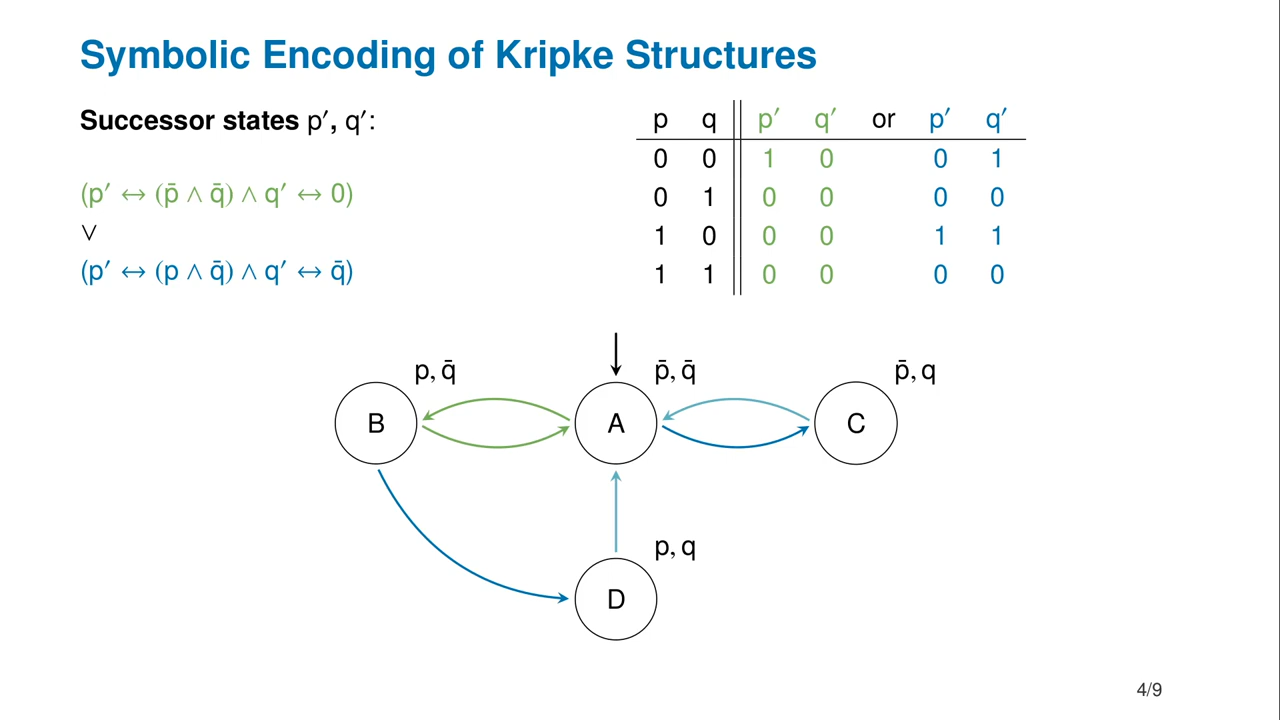 Symbolic Encoding of Kripke Structures
Successor states p′, q′:
(p′ ↔ (p̄ ∧ q̄) ∧ q′ ↔ 0)
∨
(p′ ↔ (p ∧ q̄) ∧ q′ ↔ q̄)
p q p′ q′ or p′ q′
0 0 1 0 0 1
0 1 0 0 0 0
1 0 0 0 1 1
1 1 0 0 0 0
p, q̄ p̄, q̄ p̄, q
B A C
p, q
D
4/9